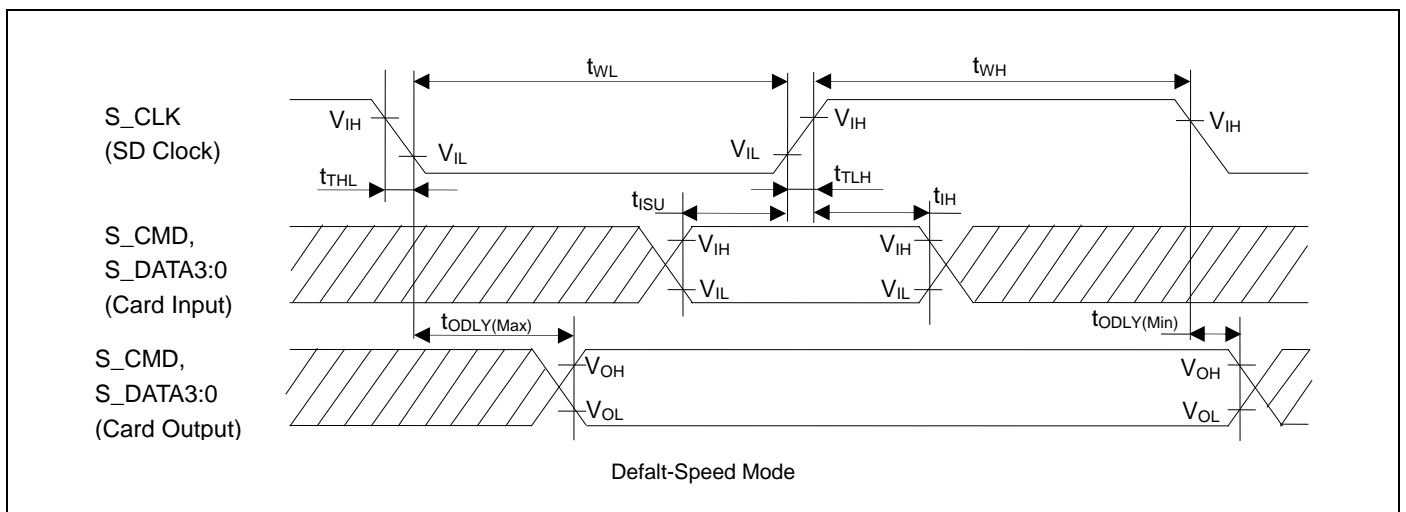 tWL
tWH
S_CLK
(SD Clock)
VIH
VIH
VIH
VIL
VIL
tTHL
tTLH
tISU
tIH
S_CMD,
S_DATA3:0
(Card Input)
VIH
VIH
VIL
VIL
tODLY(Max)
tODLY(Min)
S_CMD,
S_DATA3:0
(Card Output)
VOH
VOH
VOL
VOL
Defalt-Speed Mode